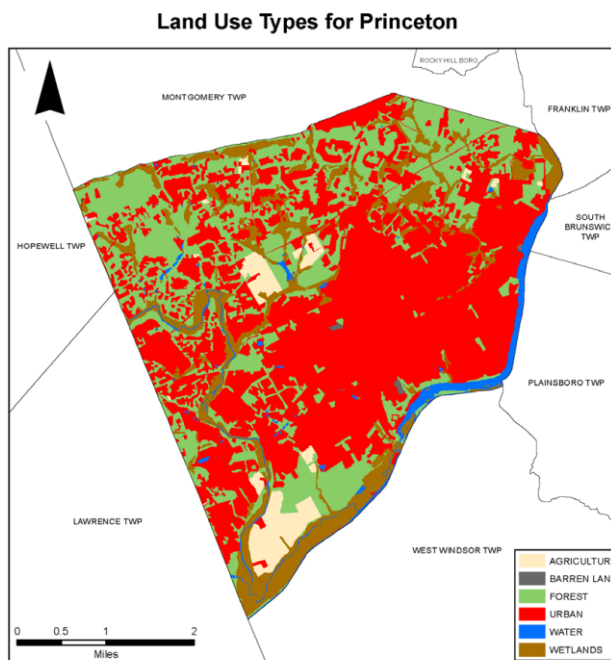 Land Use Types for Princeton
ROCKY HILL BORO
MONTGOMERY TWP
FRANKLIN TWP
SOUTH
BRUNSWIC
TWP
HOPEWELL TWP
PLAINSBORO TWP
LAWRENCE TWP
WEST WINDSOR TWP
AGRICULTUR
BARREN LAN
FOREST
URBAN
WATER
WETLANDS
0 0.5 1 2
Miles